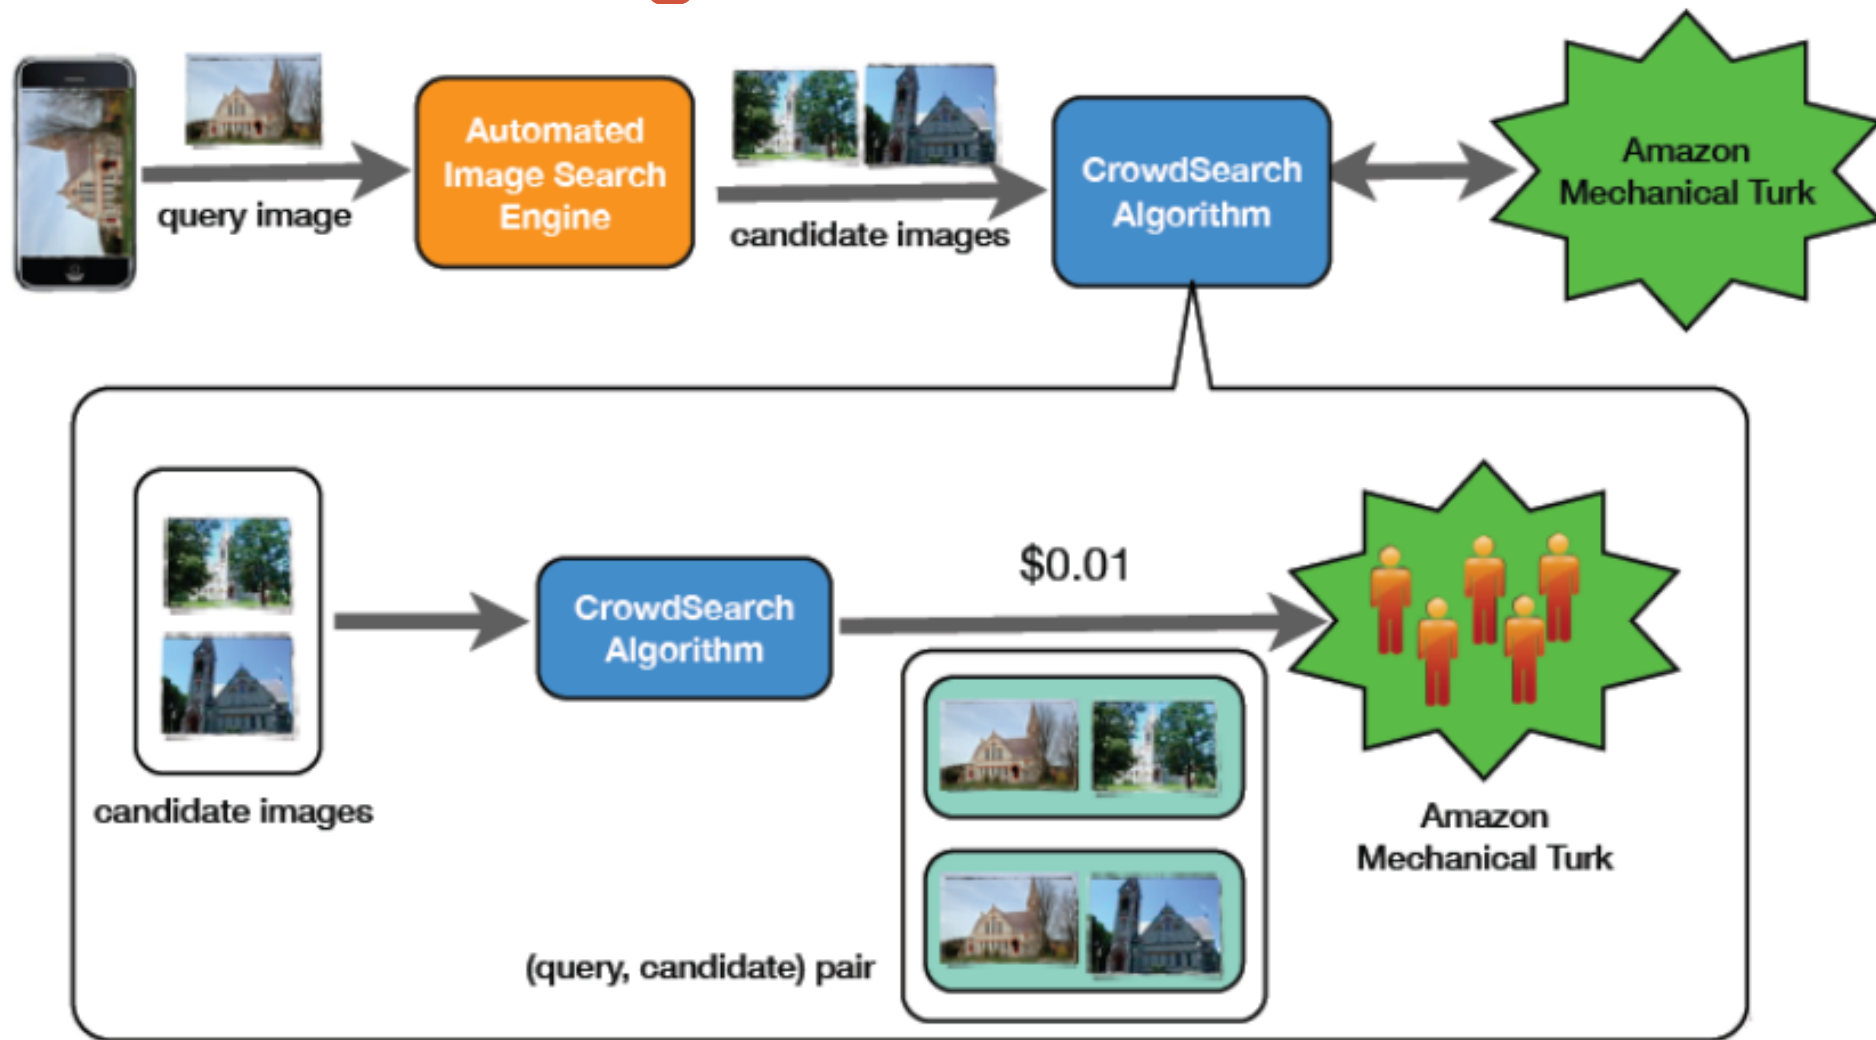 query image
Automated
Image Search
Engine
candidate images
CrowdSearch
Algorithm
Amazon
Mechanical Turk
candidate images
CrowdSearch
Algorithm
$0.01
(query, candidate) pair
Amazon
Mechanical Turk